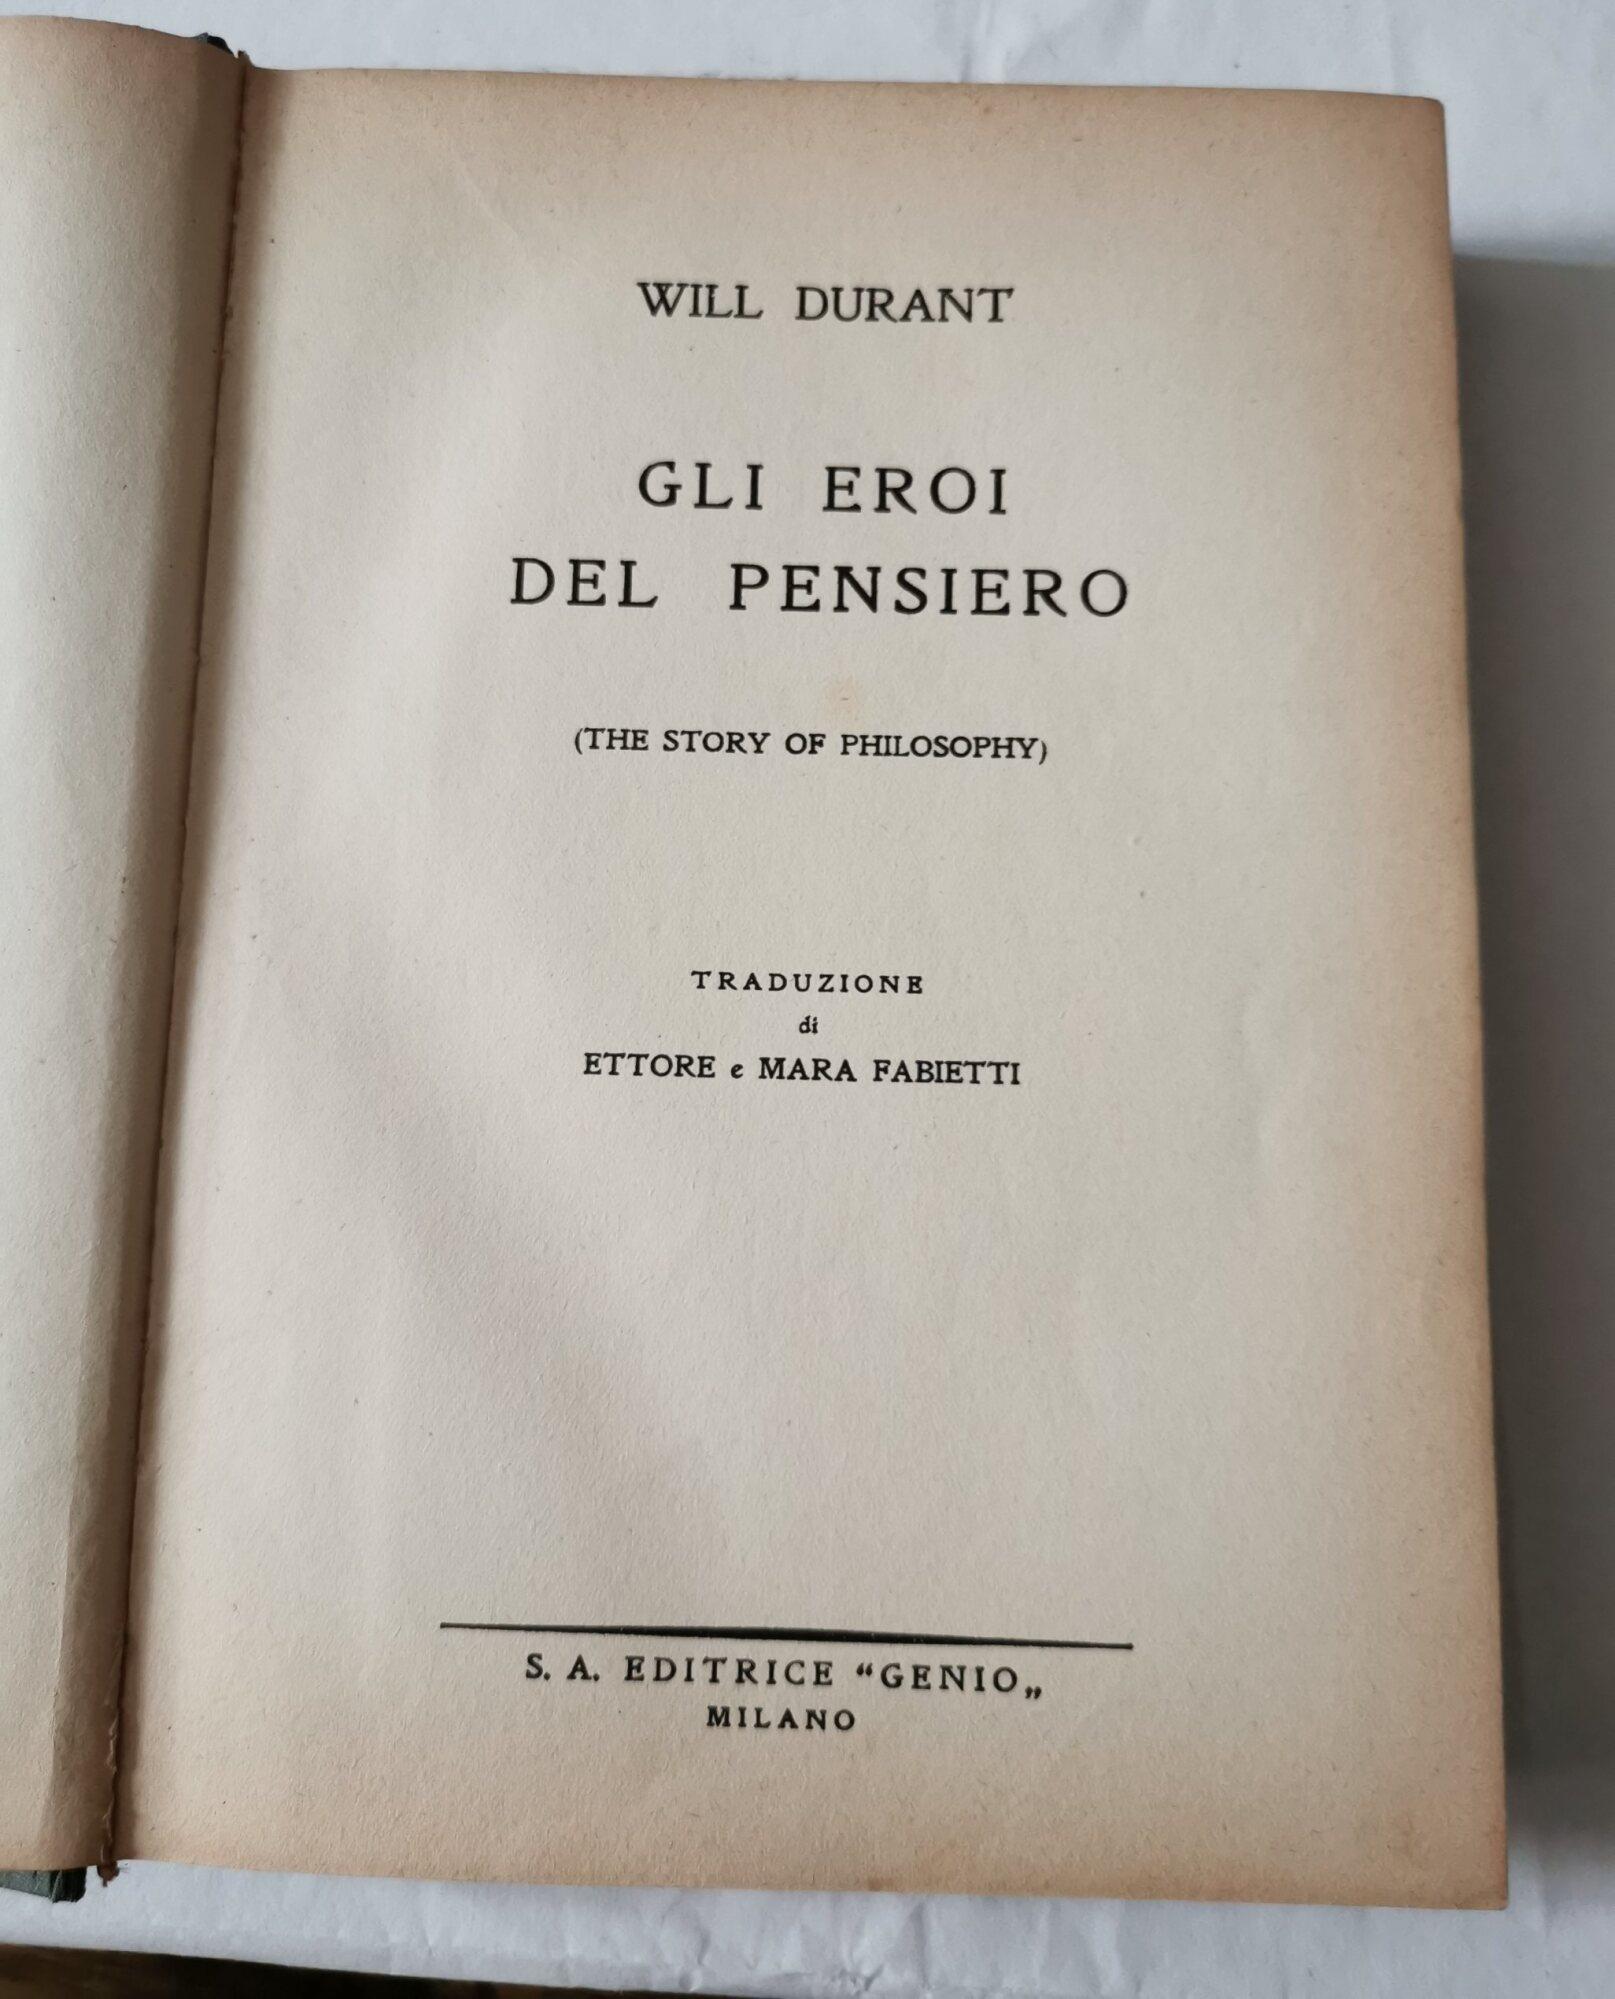 WILL DURANT
GLI EROI
DEL PENSIERO
(THE STORY OF PHILOSOPHY)
TRADUZIONE
di
ETTORE e MARA FABIETTI
S. A. EDITRICE “GENIO„
MILANO